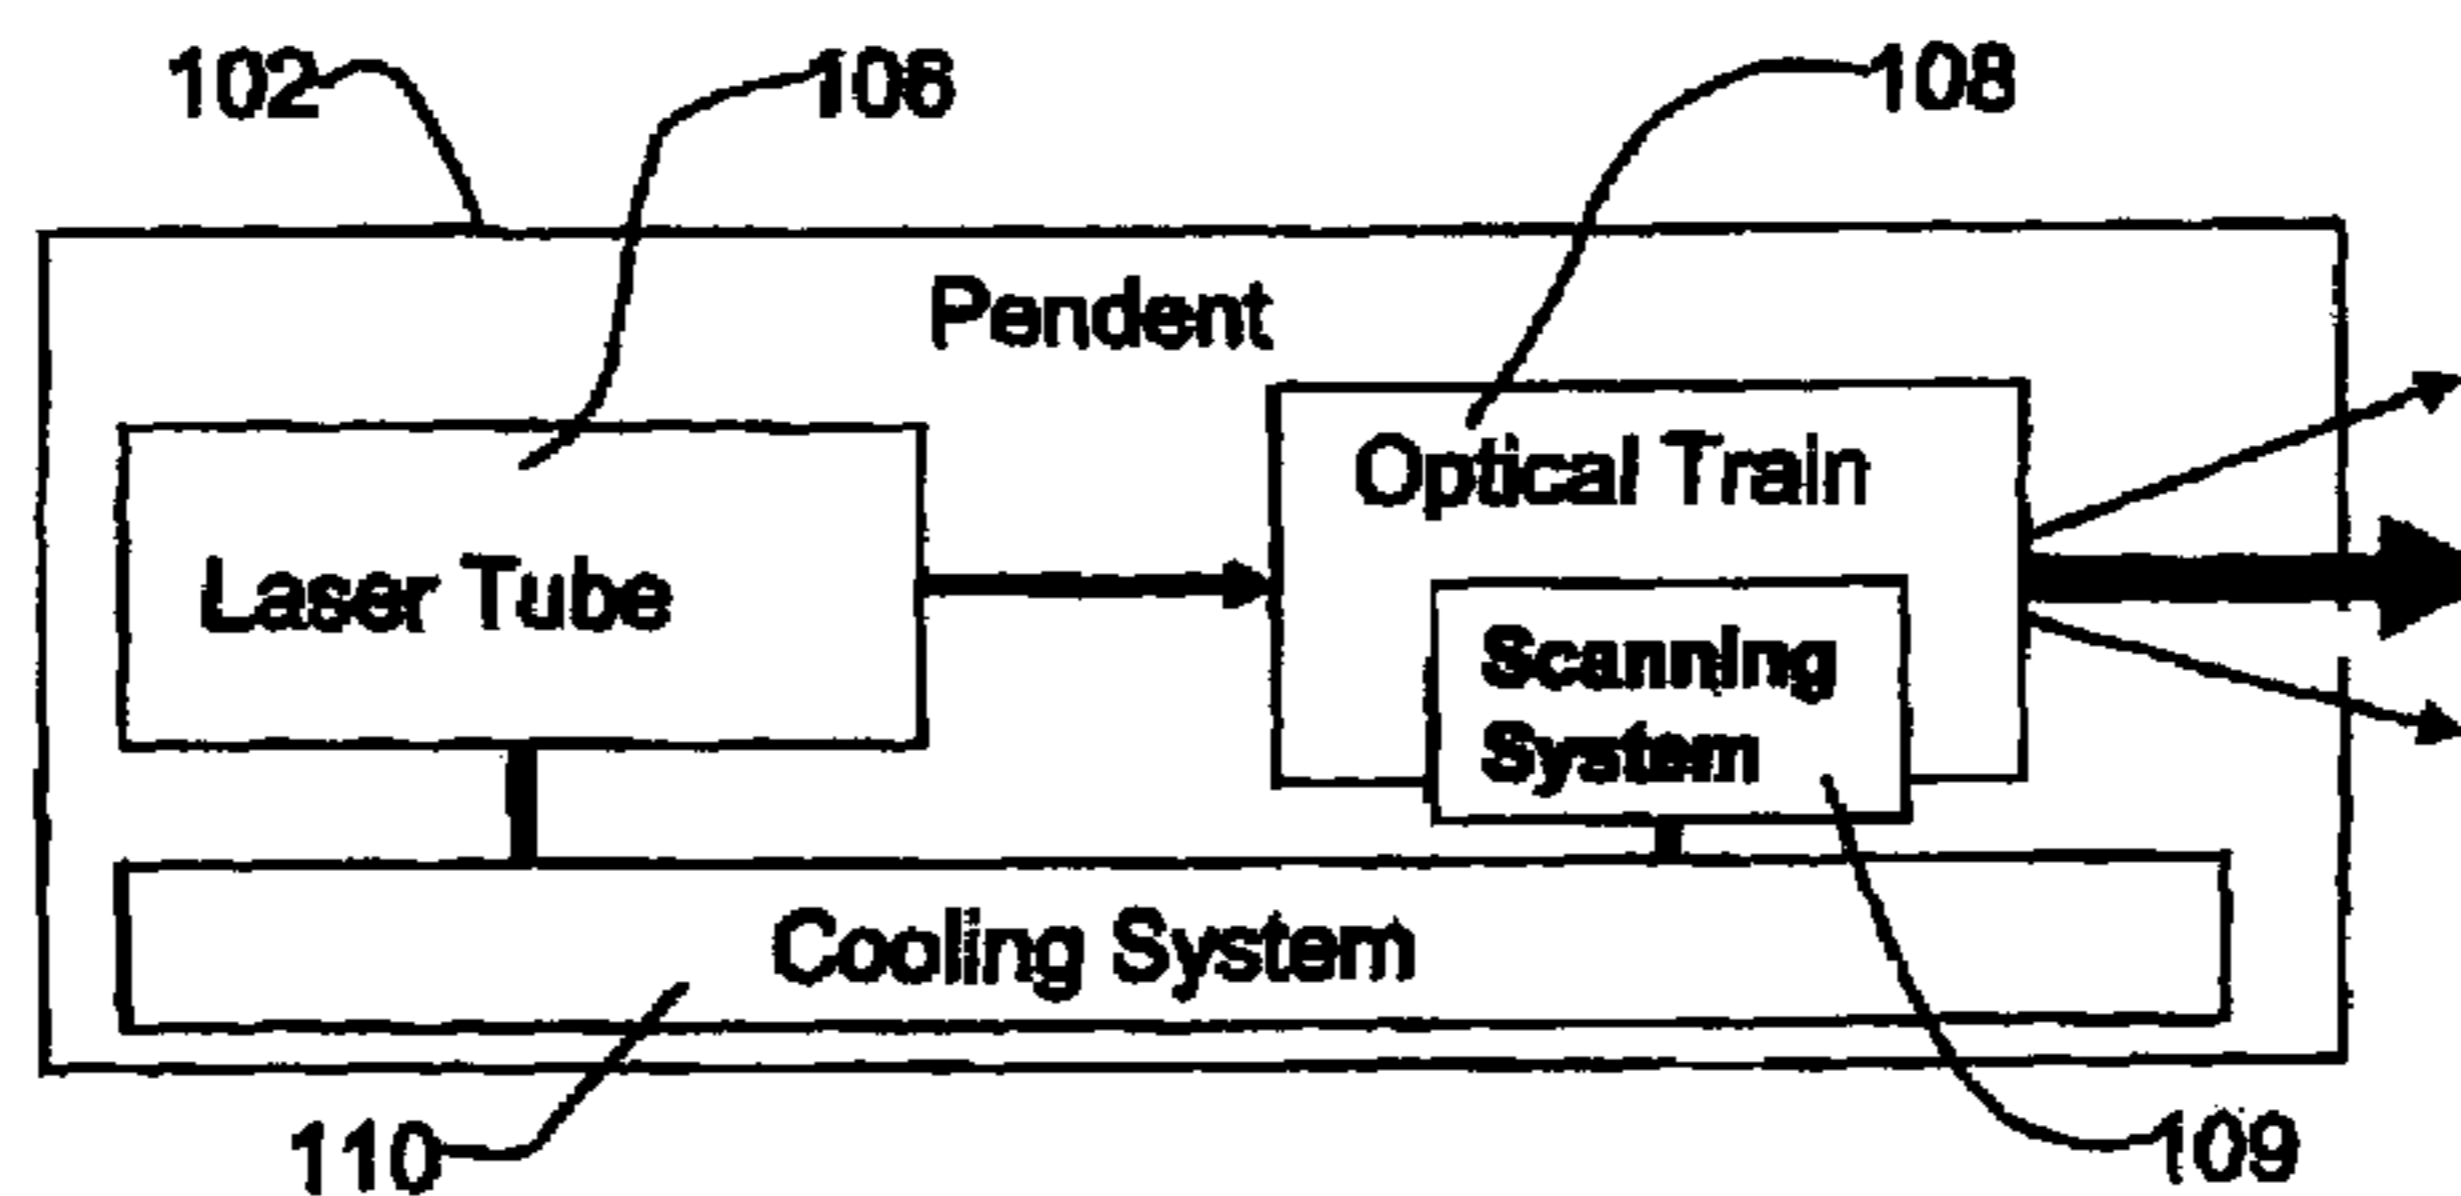 102
106
108
Pendent
Optical Train
Laser Tube
Scanning
System
Cooling System
110
109